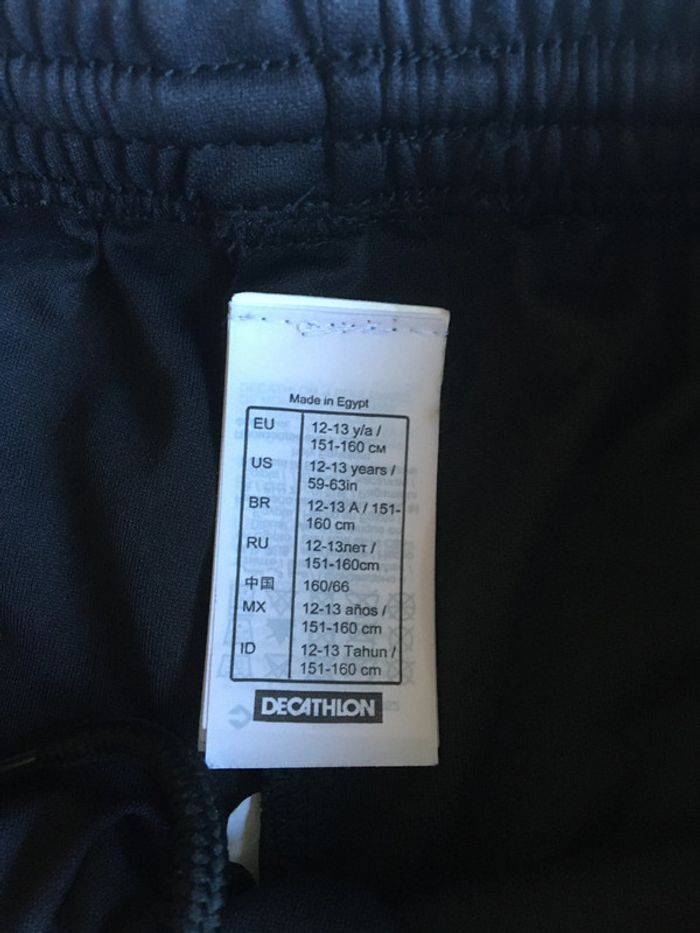 Made in Egypt
EU 12-13 y/a /
151-160 см
US 12-13 years /
59-63in
BR 12-13 A / 151-
160 cm
RU 12-13лет /
151-160cm
中国 160/66
MX 12-13 años /
151-160 cm
ID 12-13 Tahun /
151-160 cm
DECATHLON